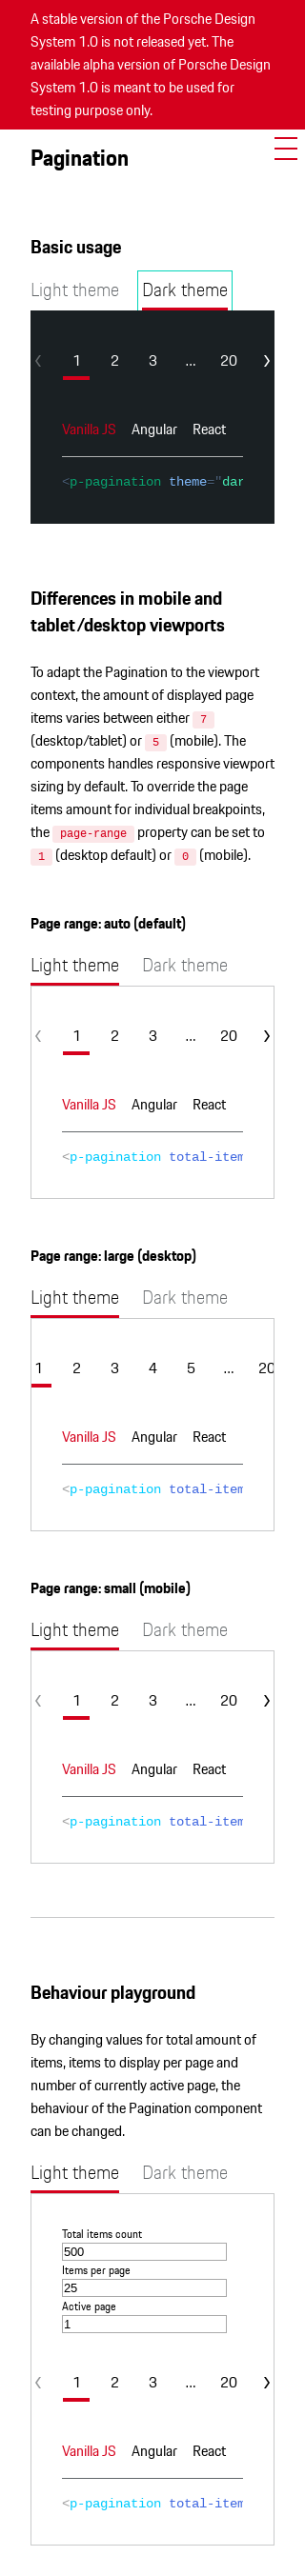 A stable version of the Porsche Design
System 1.0 is not released yet. The
available alpha version of Porsche Design
System 1.0 is meant to be used for
testing purpose only.
Pagination
Basic usage
Light theme Dark theme
1 2 3 ... 20
Vanilla JS Angular React
<p-pagination theme="dar
Differences in mobile and
tablet/desktop viewports
To adapt the Pagination to the viewport
context, the amount of displayed page
items varies between either 7
(desktop/tablet) or 5 (mobile). The
components handles responsive viewport
sizing by default. To override the page
items amount for individual breakpoints,
the page-range property can be set to
1 (desktop default) or 0 (mobile).
Page range: auto (default)
Light theme Dark theme
1 2 3 ... 20
Vanilla JS Angular React
<p-pagination total-item
Page range: large (desktop)
Light theme Dark theme
1 2 3 4 5 ... 20
Vanilla JS Angular React
<p-pagination total-item
Page range: small (mobile)
Light theme Dark theme
1 2 3 ... 20
Vanilla JS Angular React
<p-pagination total-item
Behaviour playground
By changing values for total amount of
items, items to display per page and
number of currently active page, the
behaviour of the Pagination component
can be changed.
Light theme Dark theme
Total items count
500
Items per page
25
Active page
1
1 2 3 ... 20
Vanilla JS Angular React
<p-pagination total-item